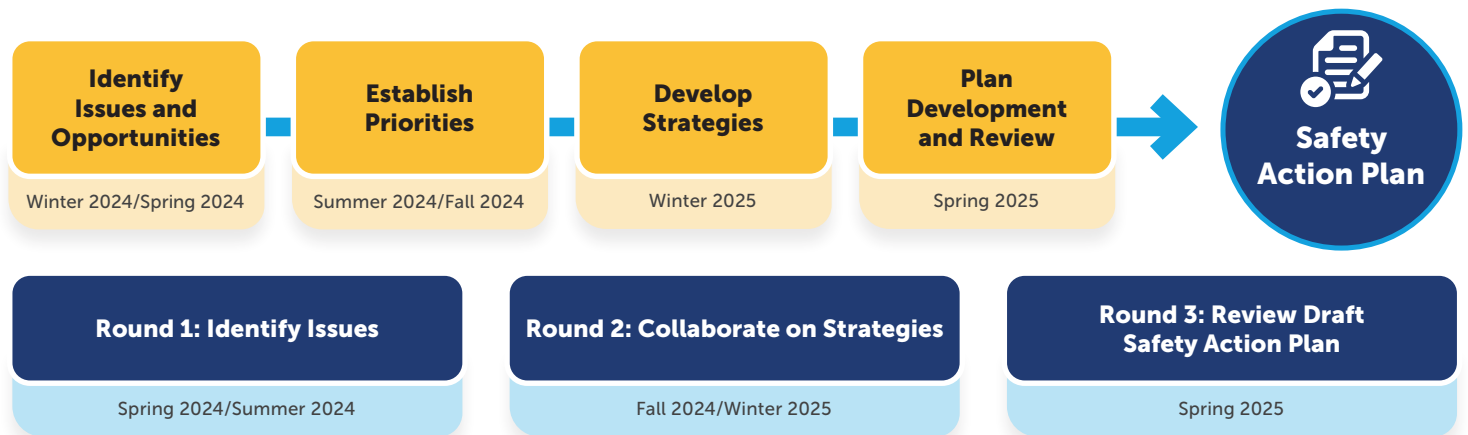 Identify
Issues and
Opportunities
Winter 2024/Spring 2024
Establish
Priorities
Summer 2024/Fall 2024
Develop
Strategies
Winter 2025
Plan
Development
and Review
Spring 2025
Safety
Action Plan
Round 1: Identify Issues
Spring 2024/Summer 2024
Round 2: Collaborate on Strategies
Fall 2024/Winter 2025
Round 3: Review Draft
Safety Action Plan
Spring 2025